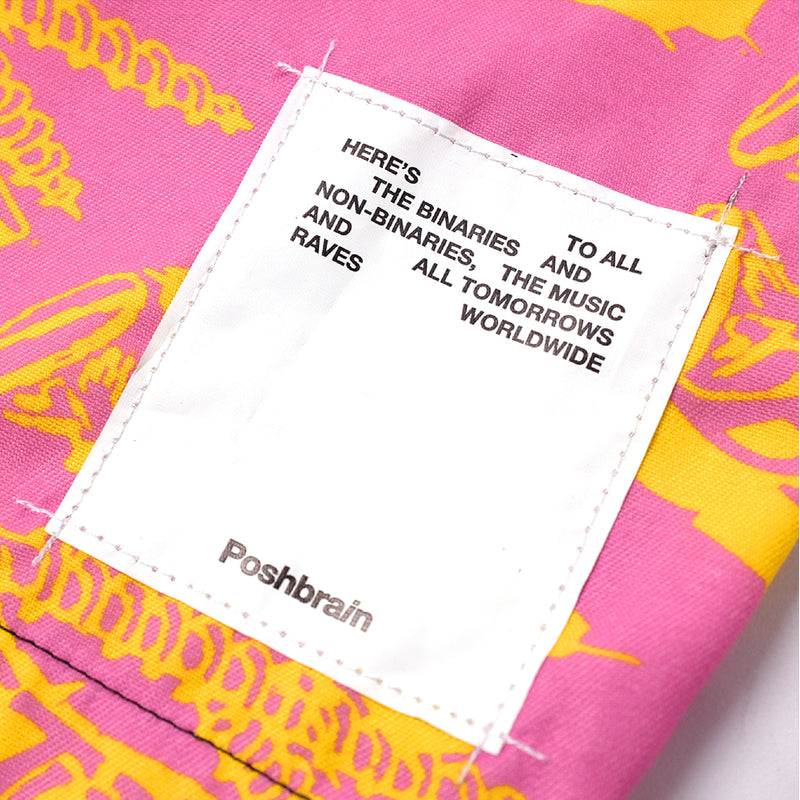 HERE'S TO ALL
THE BINARIES AND
NON-BINARIES, THE MUSIC
AND ALL TOMORROWS
RAVES WORLDWIDE
Poshbrain